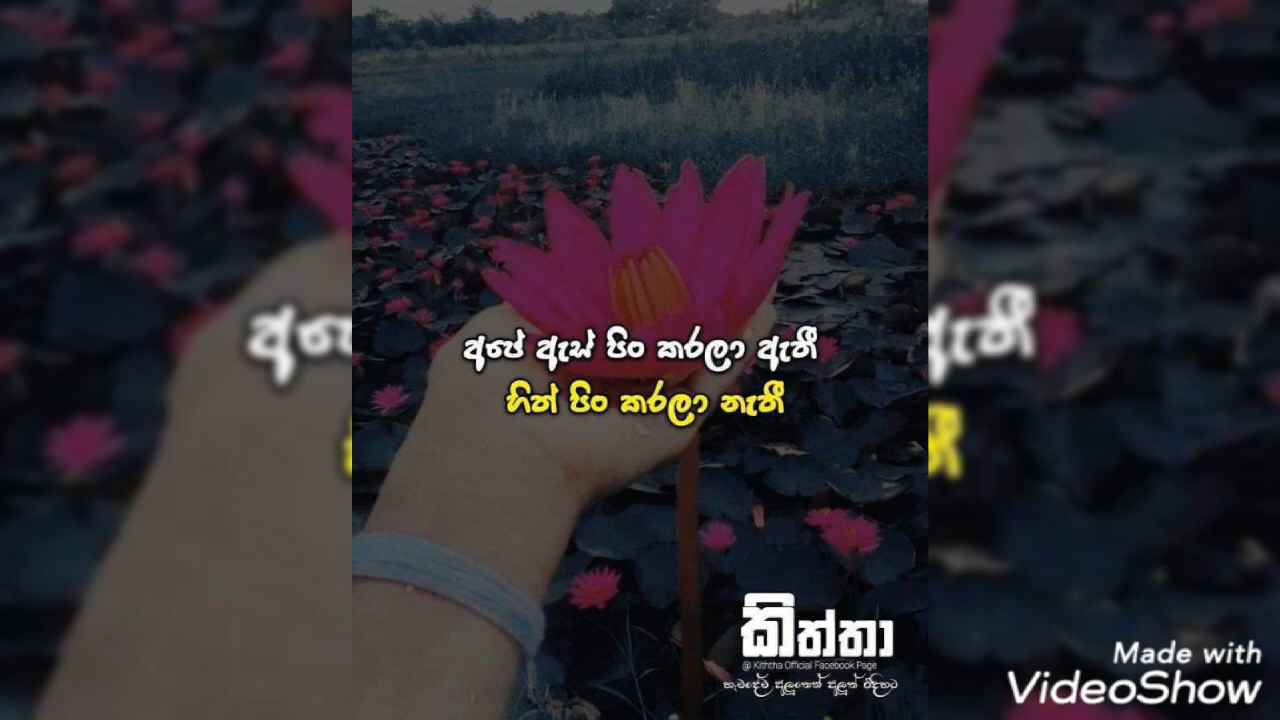 අපේ ඇස් පිං කරලා ඇතී
හිත් පිං කරලා නැතී
කිත්තා
@ Kiththa Official Facebook Page
Made with
VideoShow